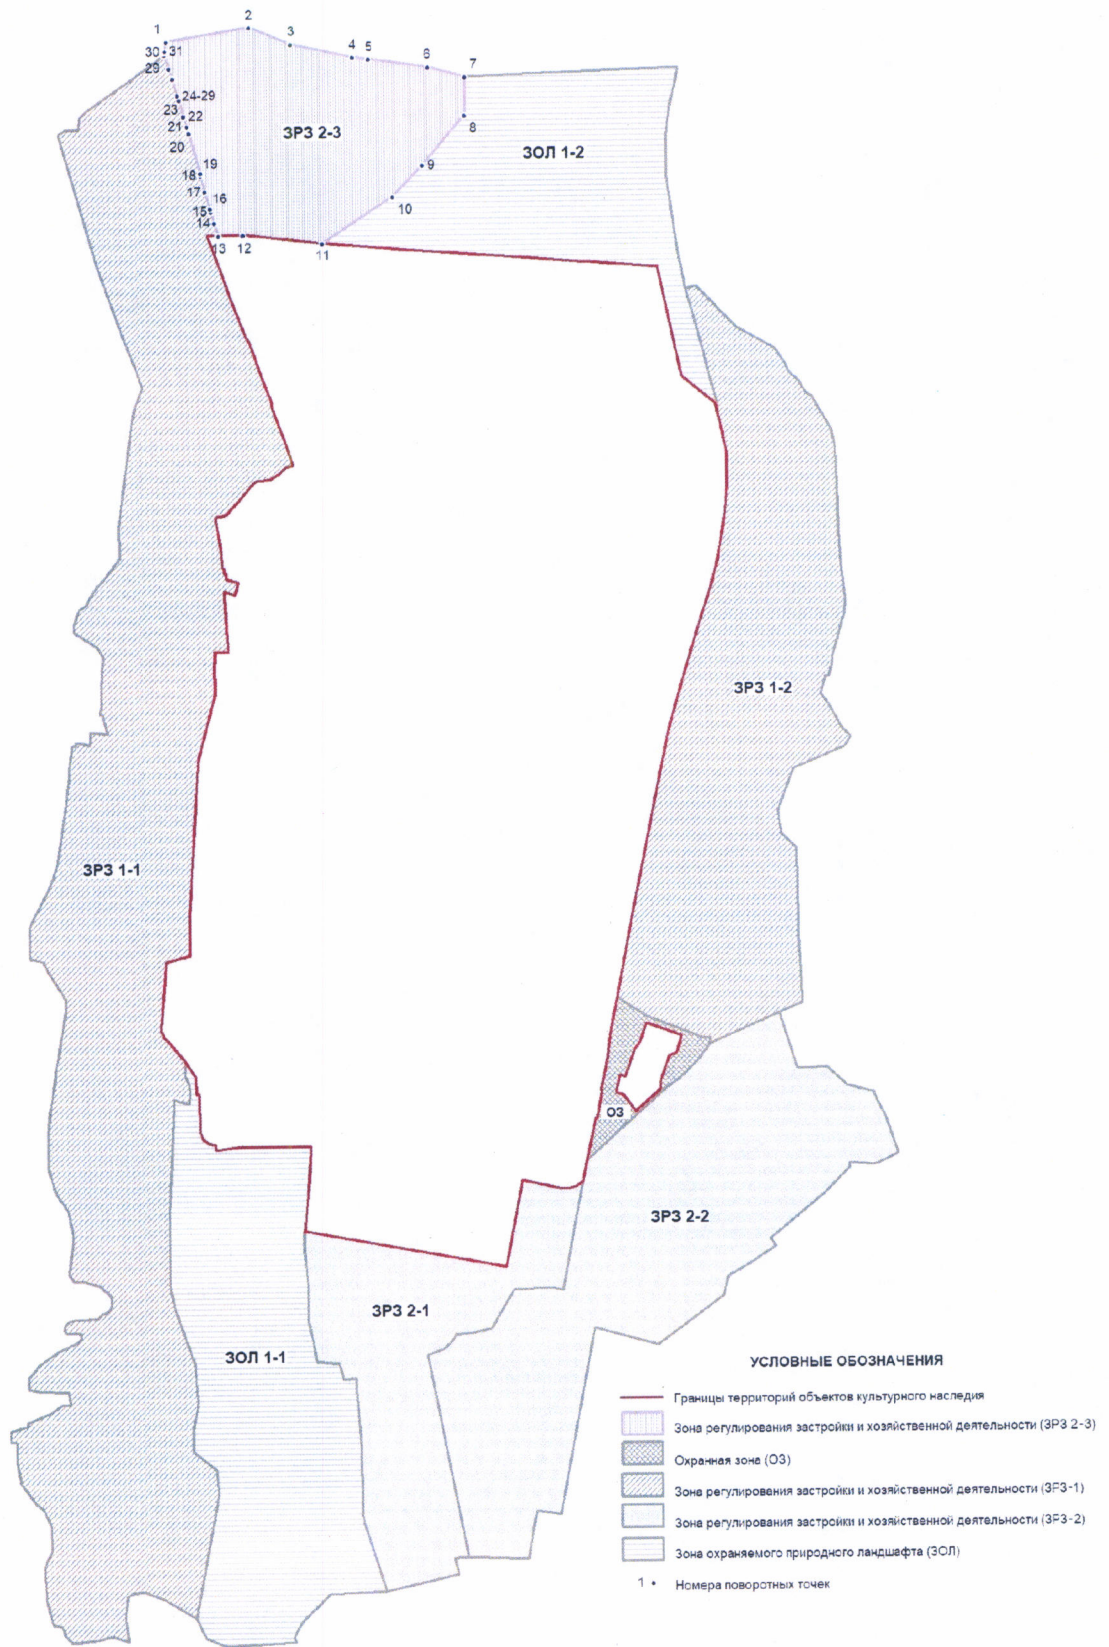 1
2
3
4
5
6
7
30
31
29
24-29
23
22
21
20
ЗРЗ 2-3
8
ЗОЛ 1-2
9
19
18
17
16
10
15
14
13
12
11
ЗРЗ 1-2
ЗРЗ 1-1
ОЗ
ЗРЗ 2-2
ЗРЗ 2-1
ЗОЛ 1-1
УСЛОВНЫЕ ОБОЗНАЧЕНИЯ
Границы территорий объектов культурного наследия
Зона регулирования застройки и хозяйственной деятельности (ЗРЗ 2-3)
Охранная зона (ОЗ)
Зона регулирования застройки и хозяйственной деятельности (ЗРЗ-1)
Зона регулирования застройки и хозяйственной деятельности (ЗРЗ-2)
Зона охраняемого природного ландшафта (ЗОЛ)
1 • Номера поворотных точек